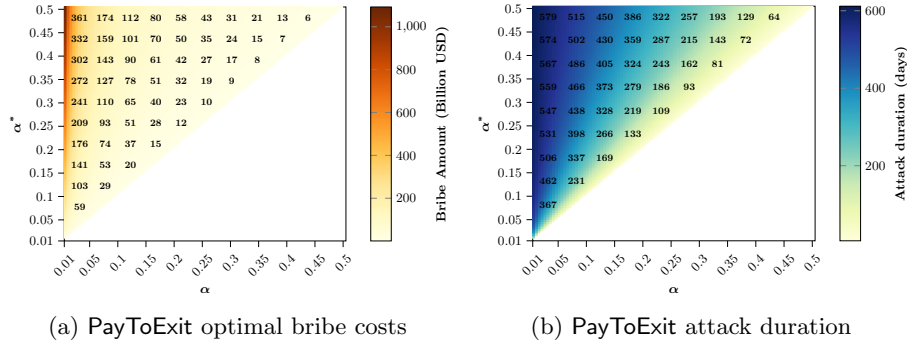 0.5
0.45
0.4
0.35
0.3
0.25
0.2
0.15
0.1
0.05
0.01
α*
361 174 112 80 58 43 31 21 13 6
332 159 101 70 50 35 24 15 7
302 143 90 61 42 27 17 8
272 127 78 51 32 19 9
241 110 65 40 23 10
209 93 51 28 12
176 74 37 15
141 53 20
103 29
59
0.01 0.05 0.1 0.15 0.2 0.25 0.3 0.35 0.4 0.45 0.5
α
1,000
800
600
400
200
Bribe Amount (Billion USD)
(a) PayToExit optimal bribe costs
0.5
0.45
0.4
0.35
0.3
0.25
0.2
0.15
0.1
0.05
0.01
α*
579 515 450 386 322 257 193 129 64
574 502 430 359 287 215 143 72
567 486 405 324 243 162 81
559 466 373 279 186 93
547 438 328 219 109
531 398 266 133
506 337 169
462 231
367
0.01 0.05 0.1 0.15 0.2 0.25 0.3 0.35 0.4 0.45 0.5
α
600
400
200
Attack duration (days)
(b) PayToExit attack duration